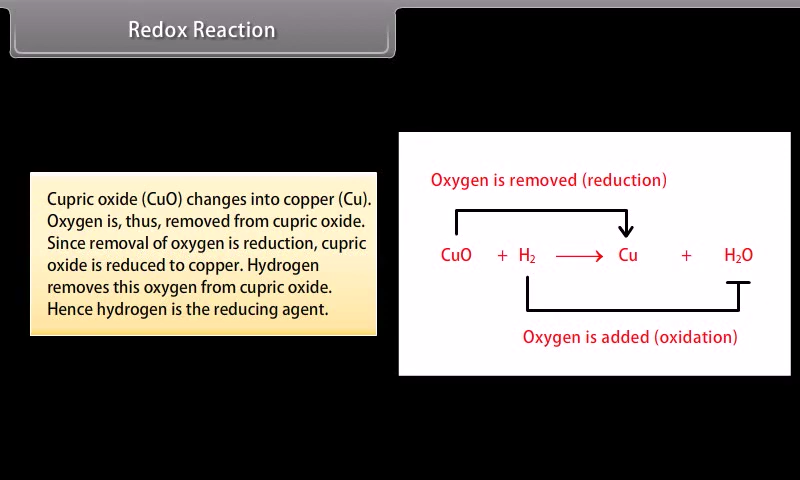 Redox Reaction
Cupric oxide (CuO) changes into copper (Cu).
Oxygen is, thus, removed from cupric oxide.
Since removal of oxygen is reduction, cupric
oxide is reduced to copper. Hydrogen
removes this oxygen from cupric oxide.
Hence hydrogen is the reducing agent.
Oxygen is removed (reduction)
CuO + H₂ ⟶ Cu + H₂O
Oxygen is added (oxidation)